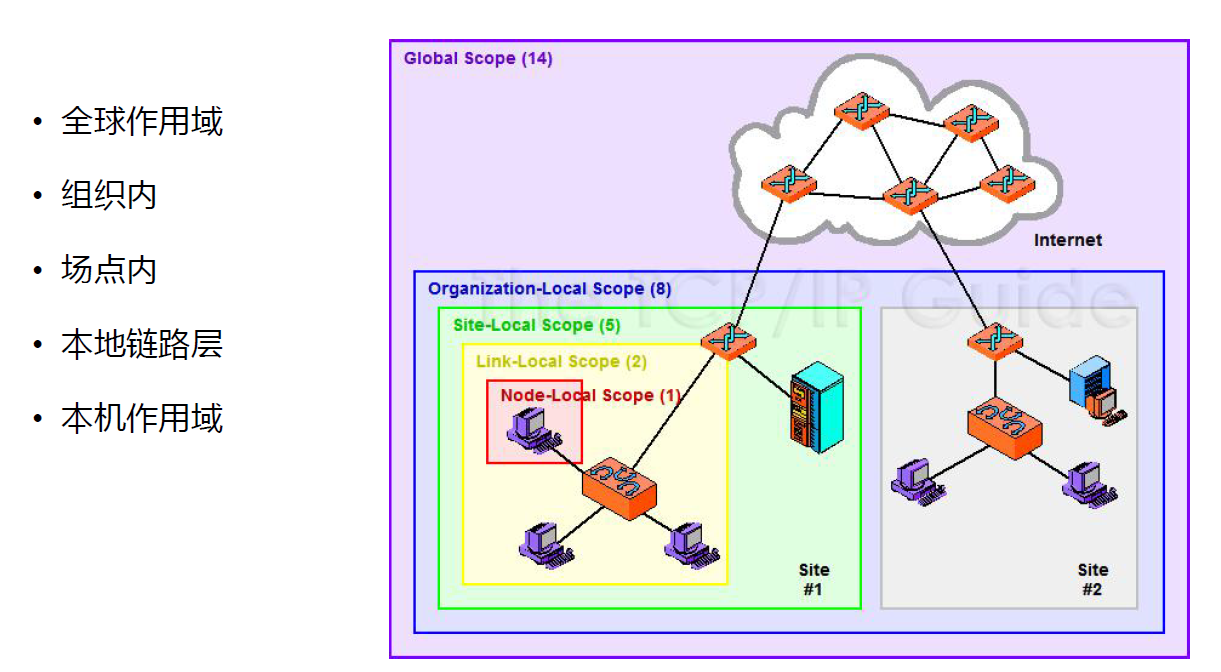 • 全球作用域
• 组织内
• 场点内
• 本地链路层
• 本机作用域
Global Scope (14)
Internet
The TCP/IP Guide
Organization-Local Scope (8)
Site-Local Scope (5)
Link-Local Scope (2)
Node-Local Scope (1)
Site
#1
Site
#2